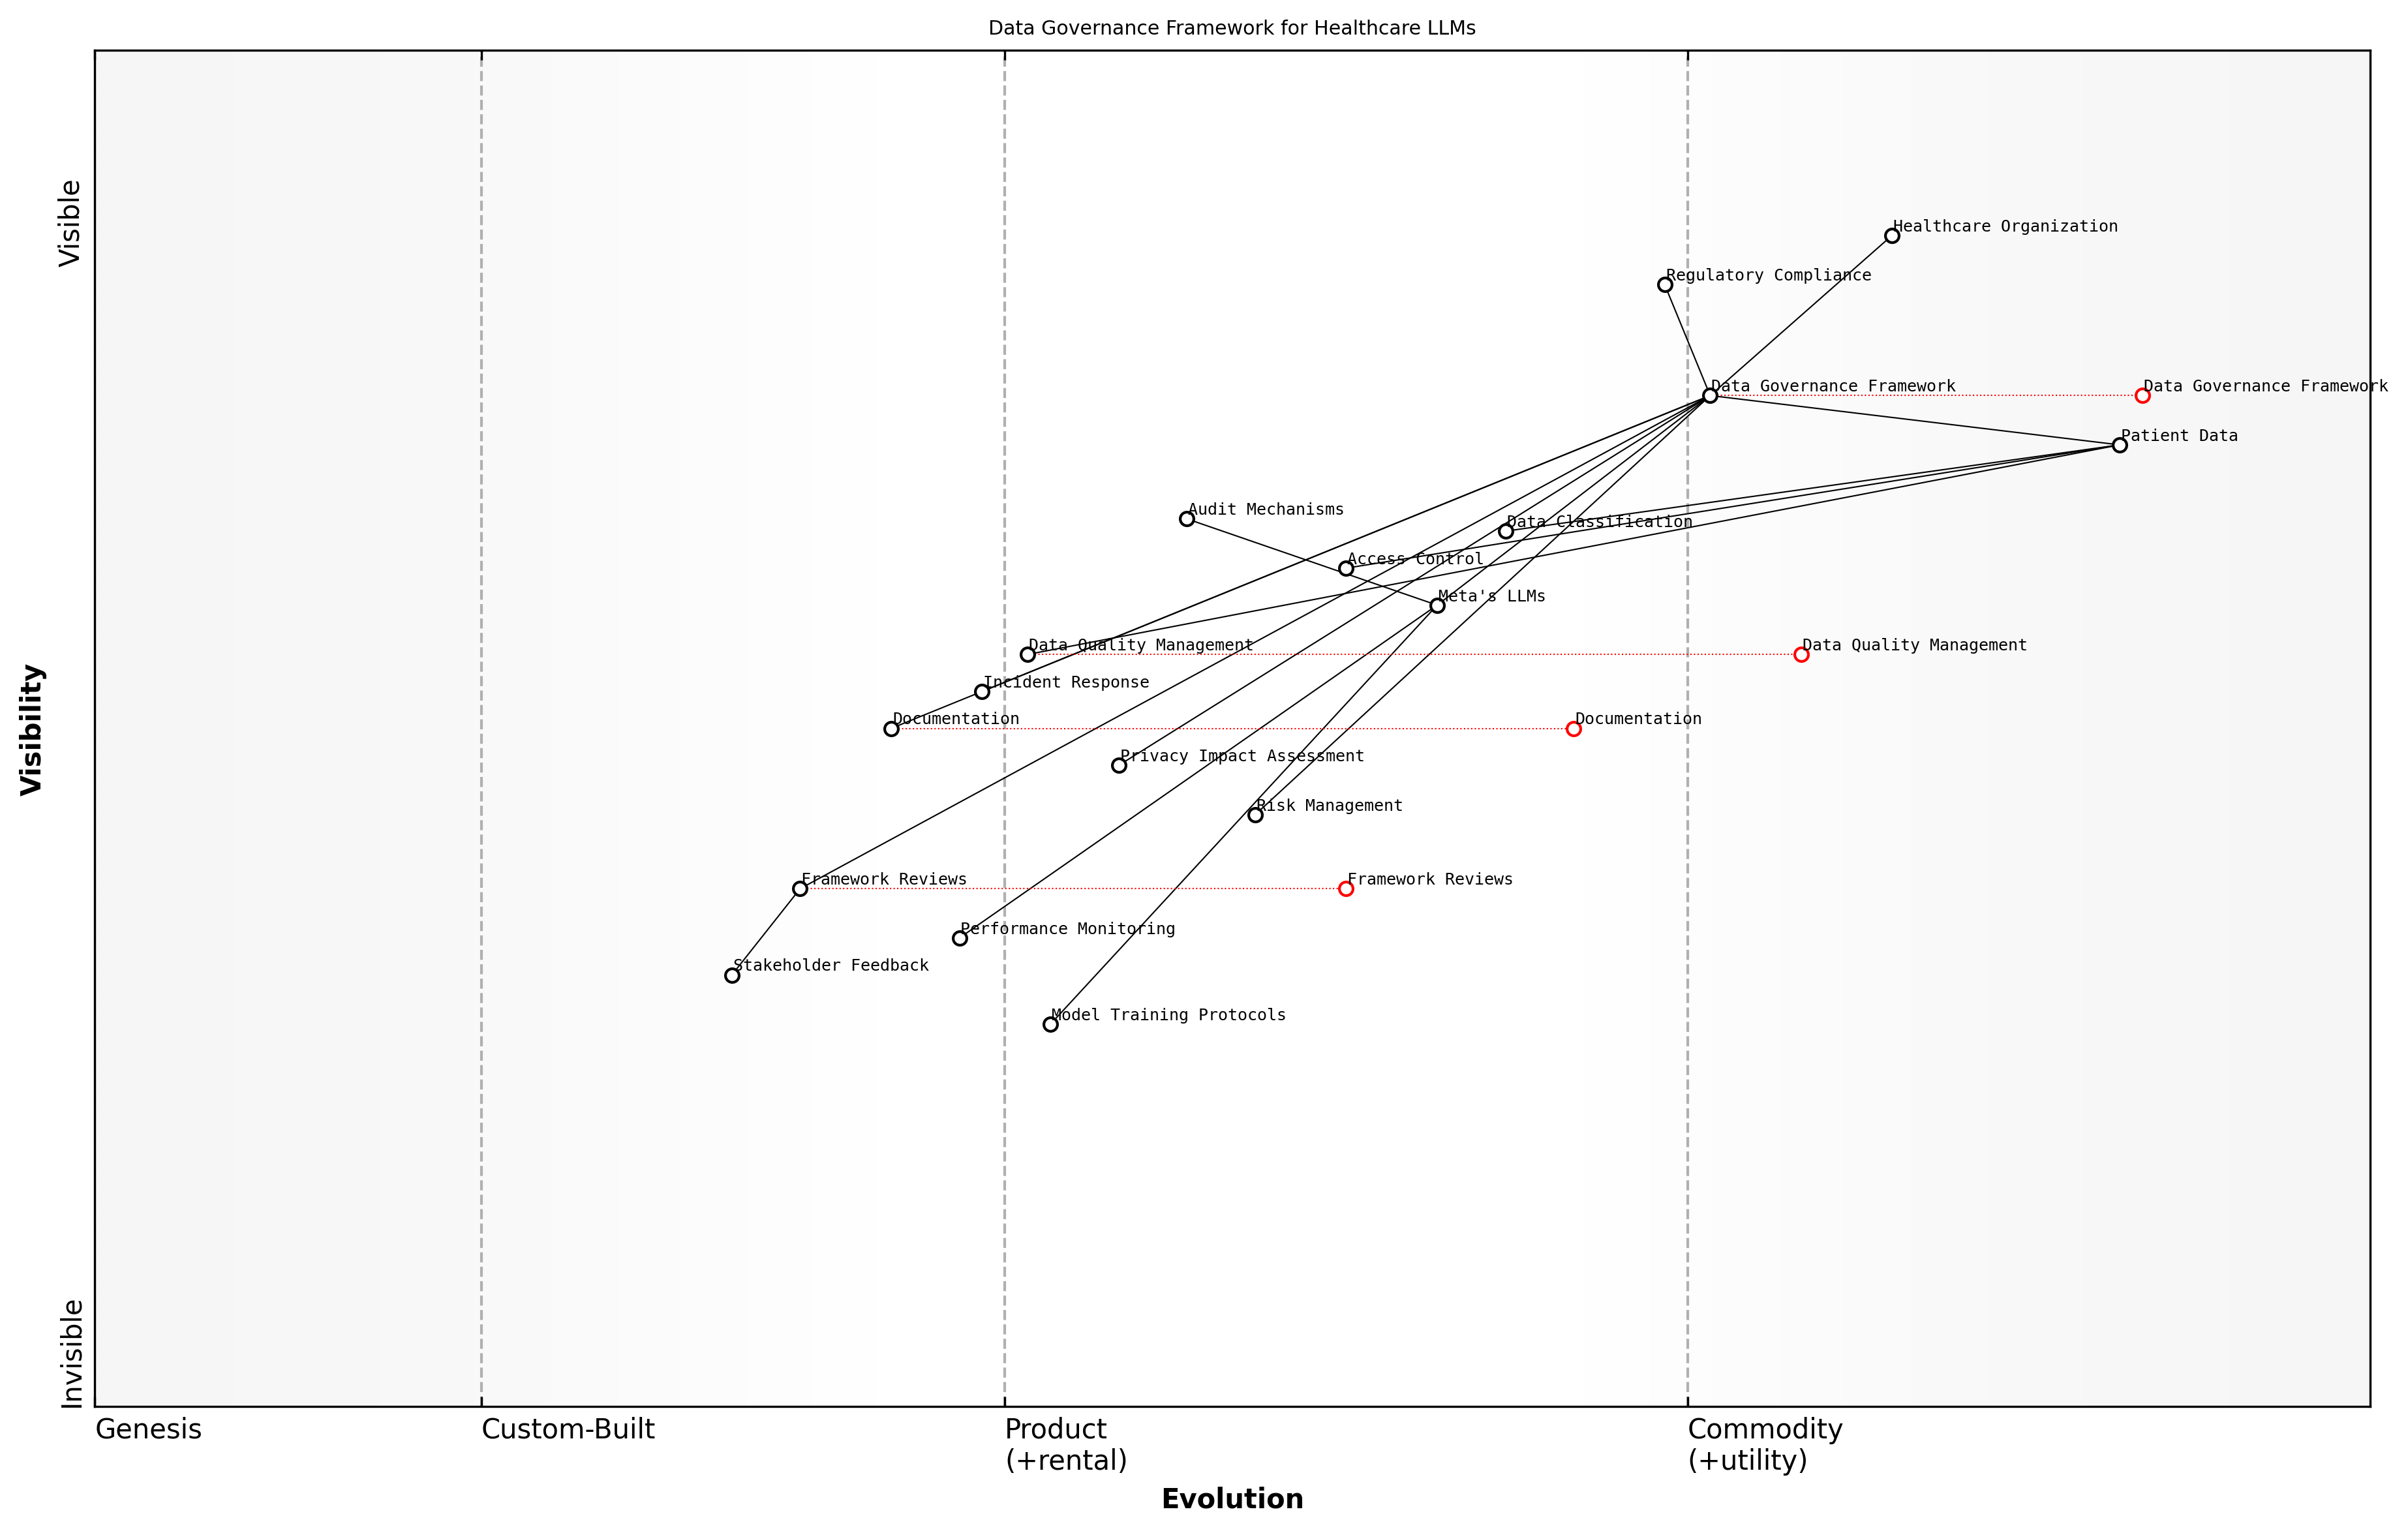 Data Governance Framework for Healthcare LLMs
Visible
Healthcare Organization
Regulatory Compliance
Data Governance Framework
Data Governance Framework
Patient Data
Audit Mechanisms
Data Classification
Access Control
Meta's LLMs
Data Quality Management
Data Quality Management
Incident Response
Documentation
Documentation
Visibility
Privacy Impact Assessment
Risk Management
Framework Reviews
Framework Reviews
Performance Monitoring
Stakeholder Feedback
Model Training Protocols
Invisible
Genesis
Custom-Built
Product
(+rental)
Commodity
(+utility)
Evolution